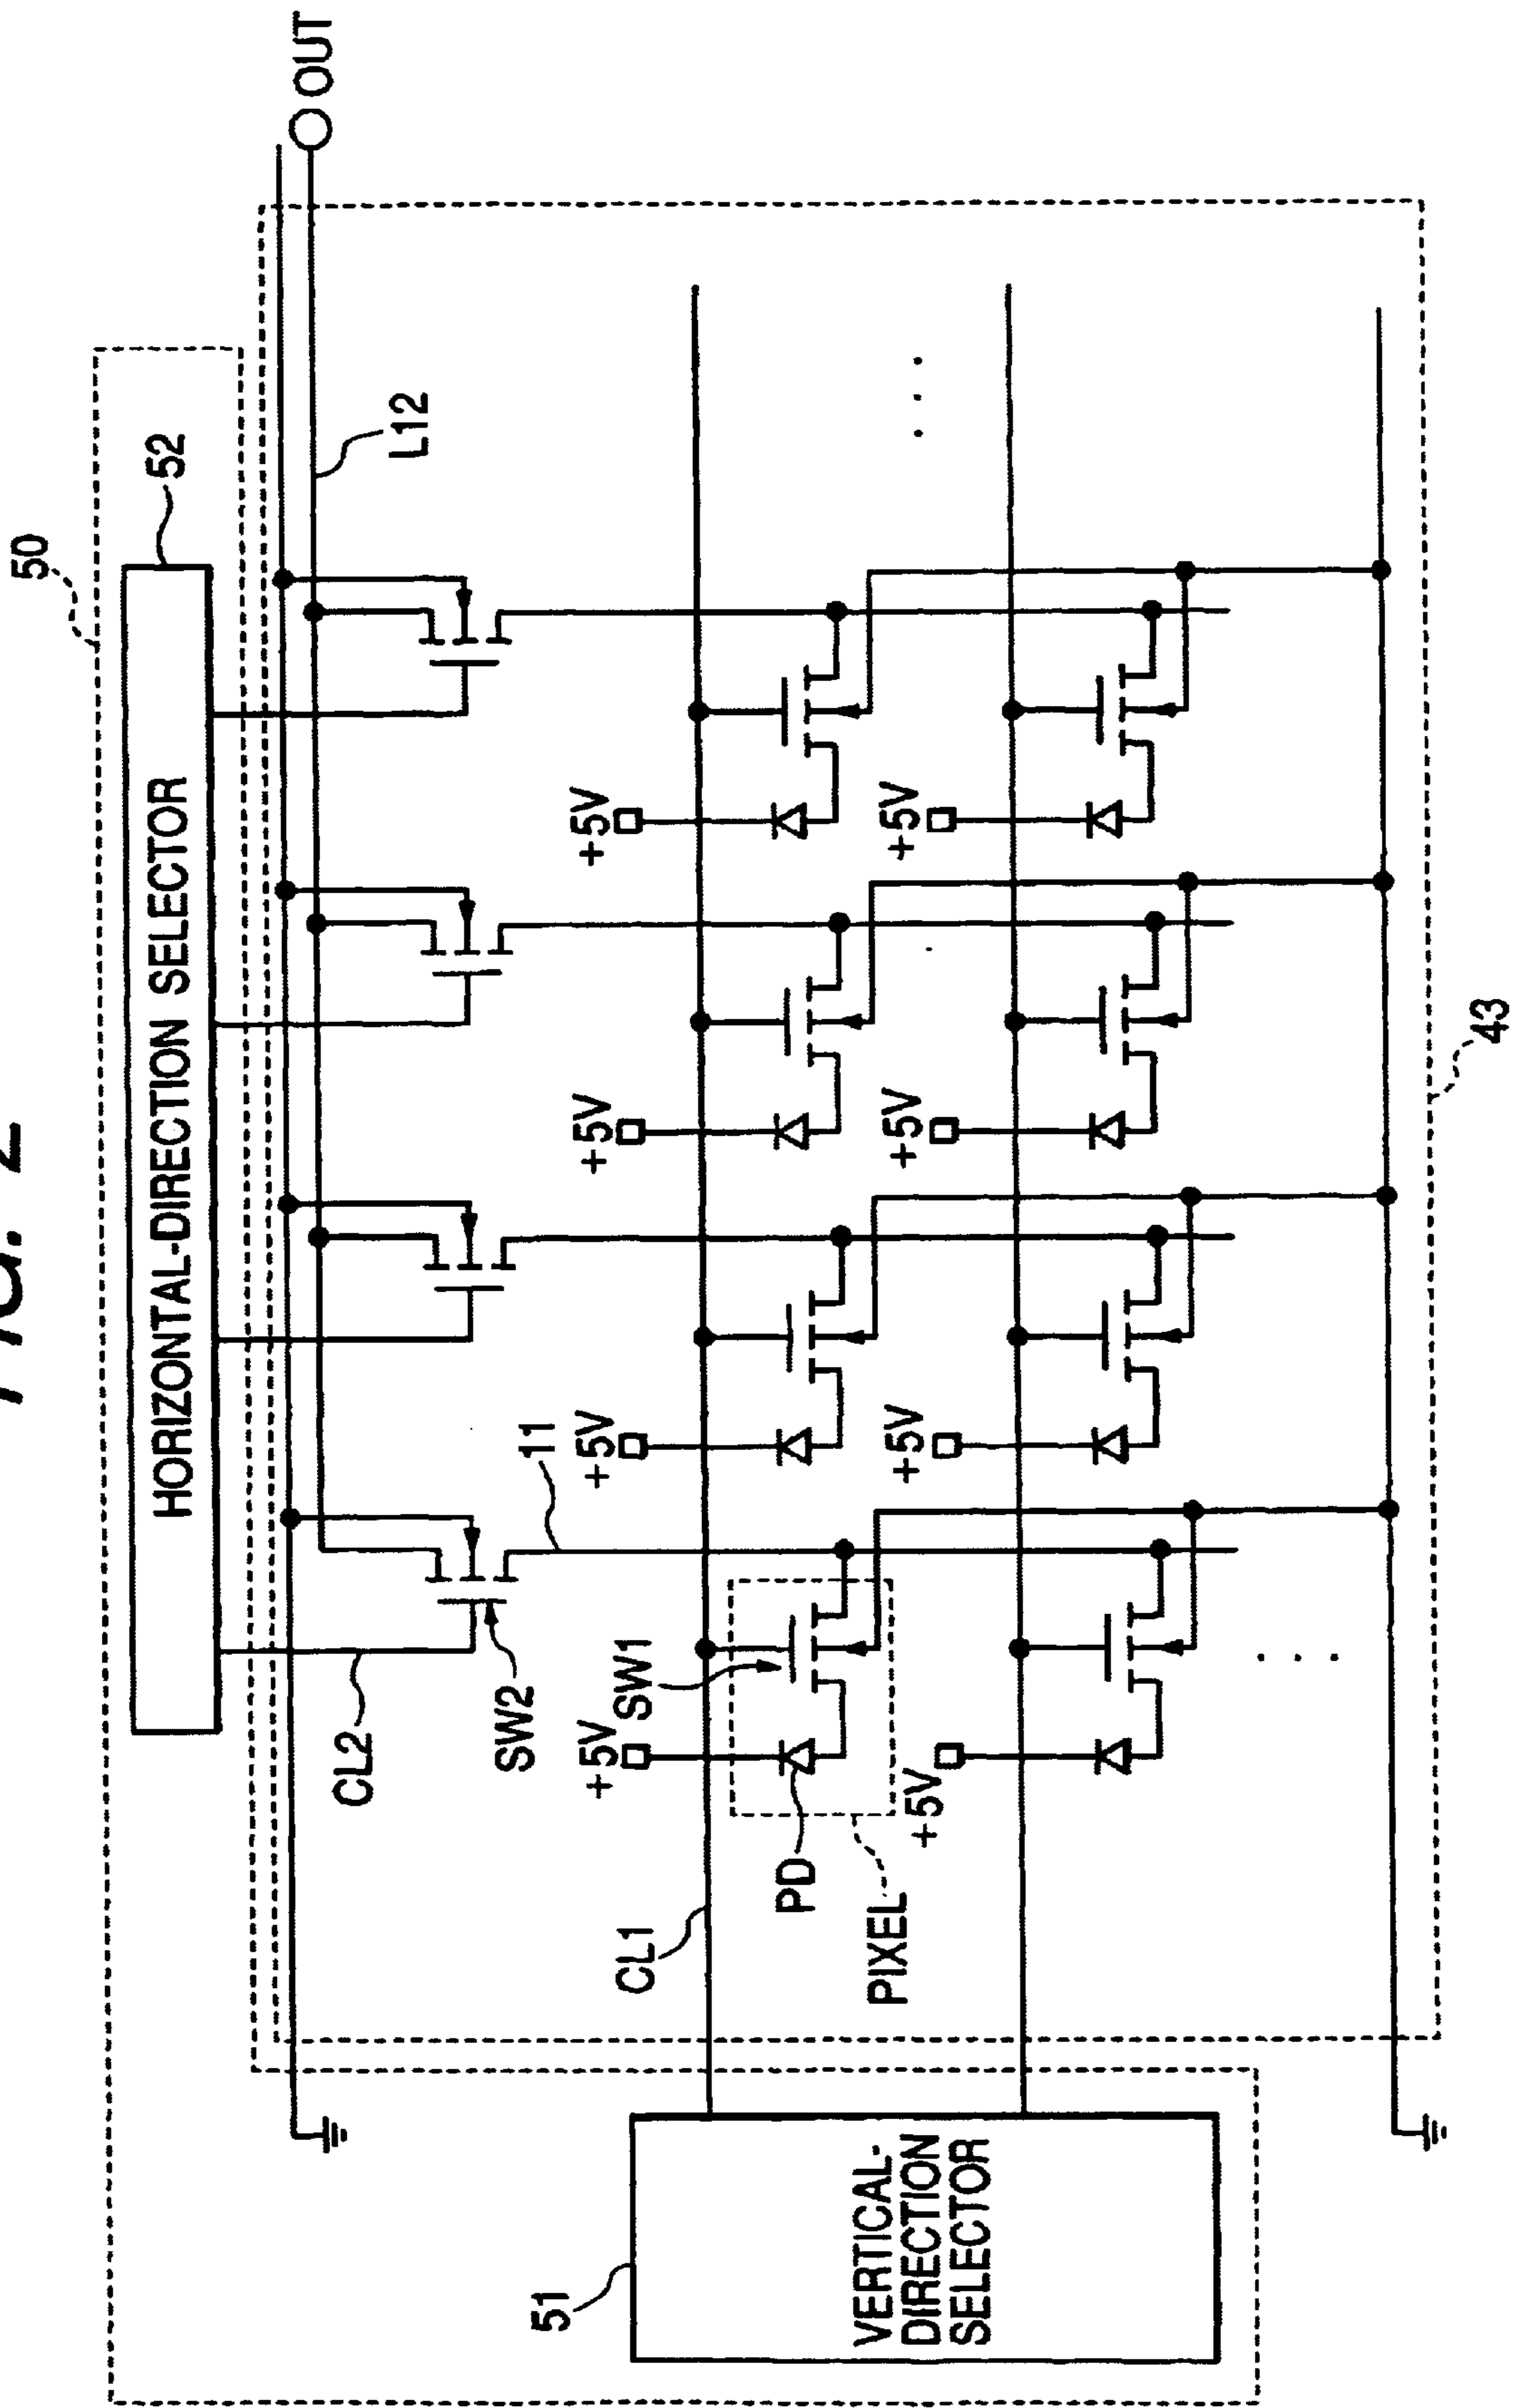 FIG. 2
50
52
HORIZONTAL-DIRECTION SELECTOR
OUT
L12
CL2
SW2
11
+5V
+5V
+5V
+5V
SW1
CL1
PD
PIXEL
+5V
+5V
+5V
+5V
51
VERTICAL-
DIRECTION
SELECTOR
43